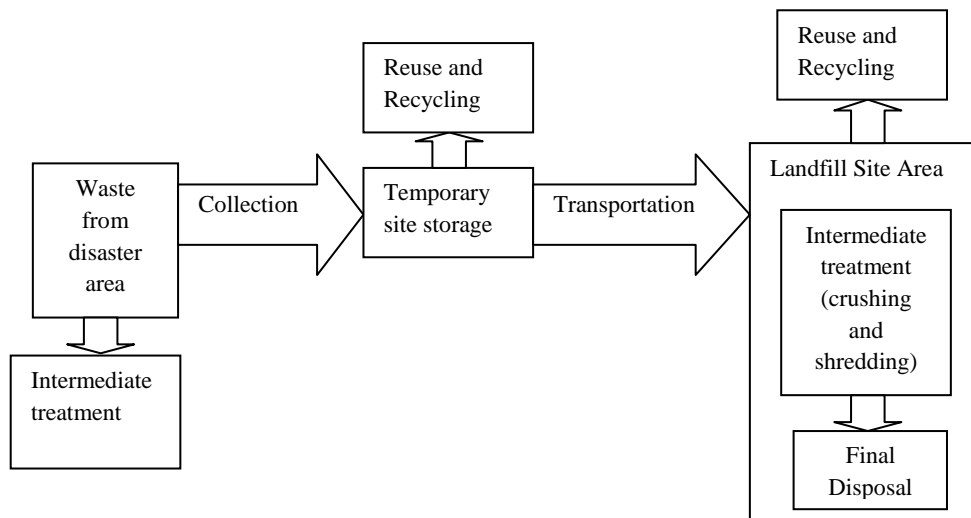 Reuse and
Recycling
Reuse and
Recycling
Waste
from
disaster
area
Collection
Temporary
site storage
Transportation
Landfill Site Area
Intermediate
treatment
(crushing
and
shredding)
Intermediate
treatment
Final
Disposal